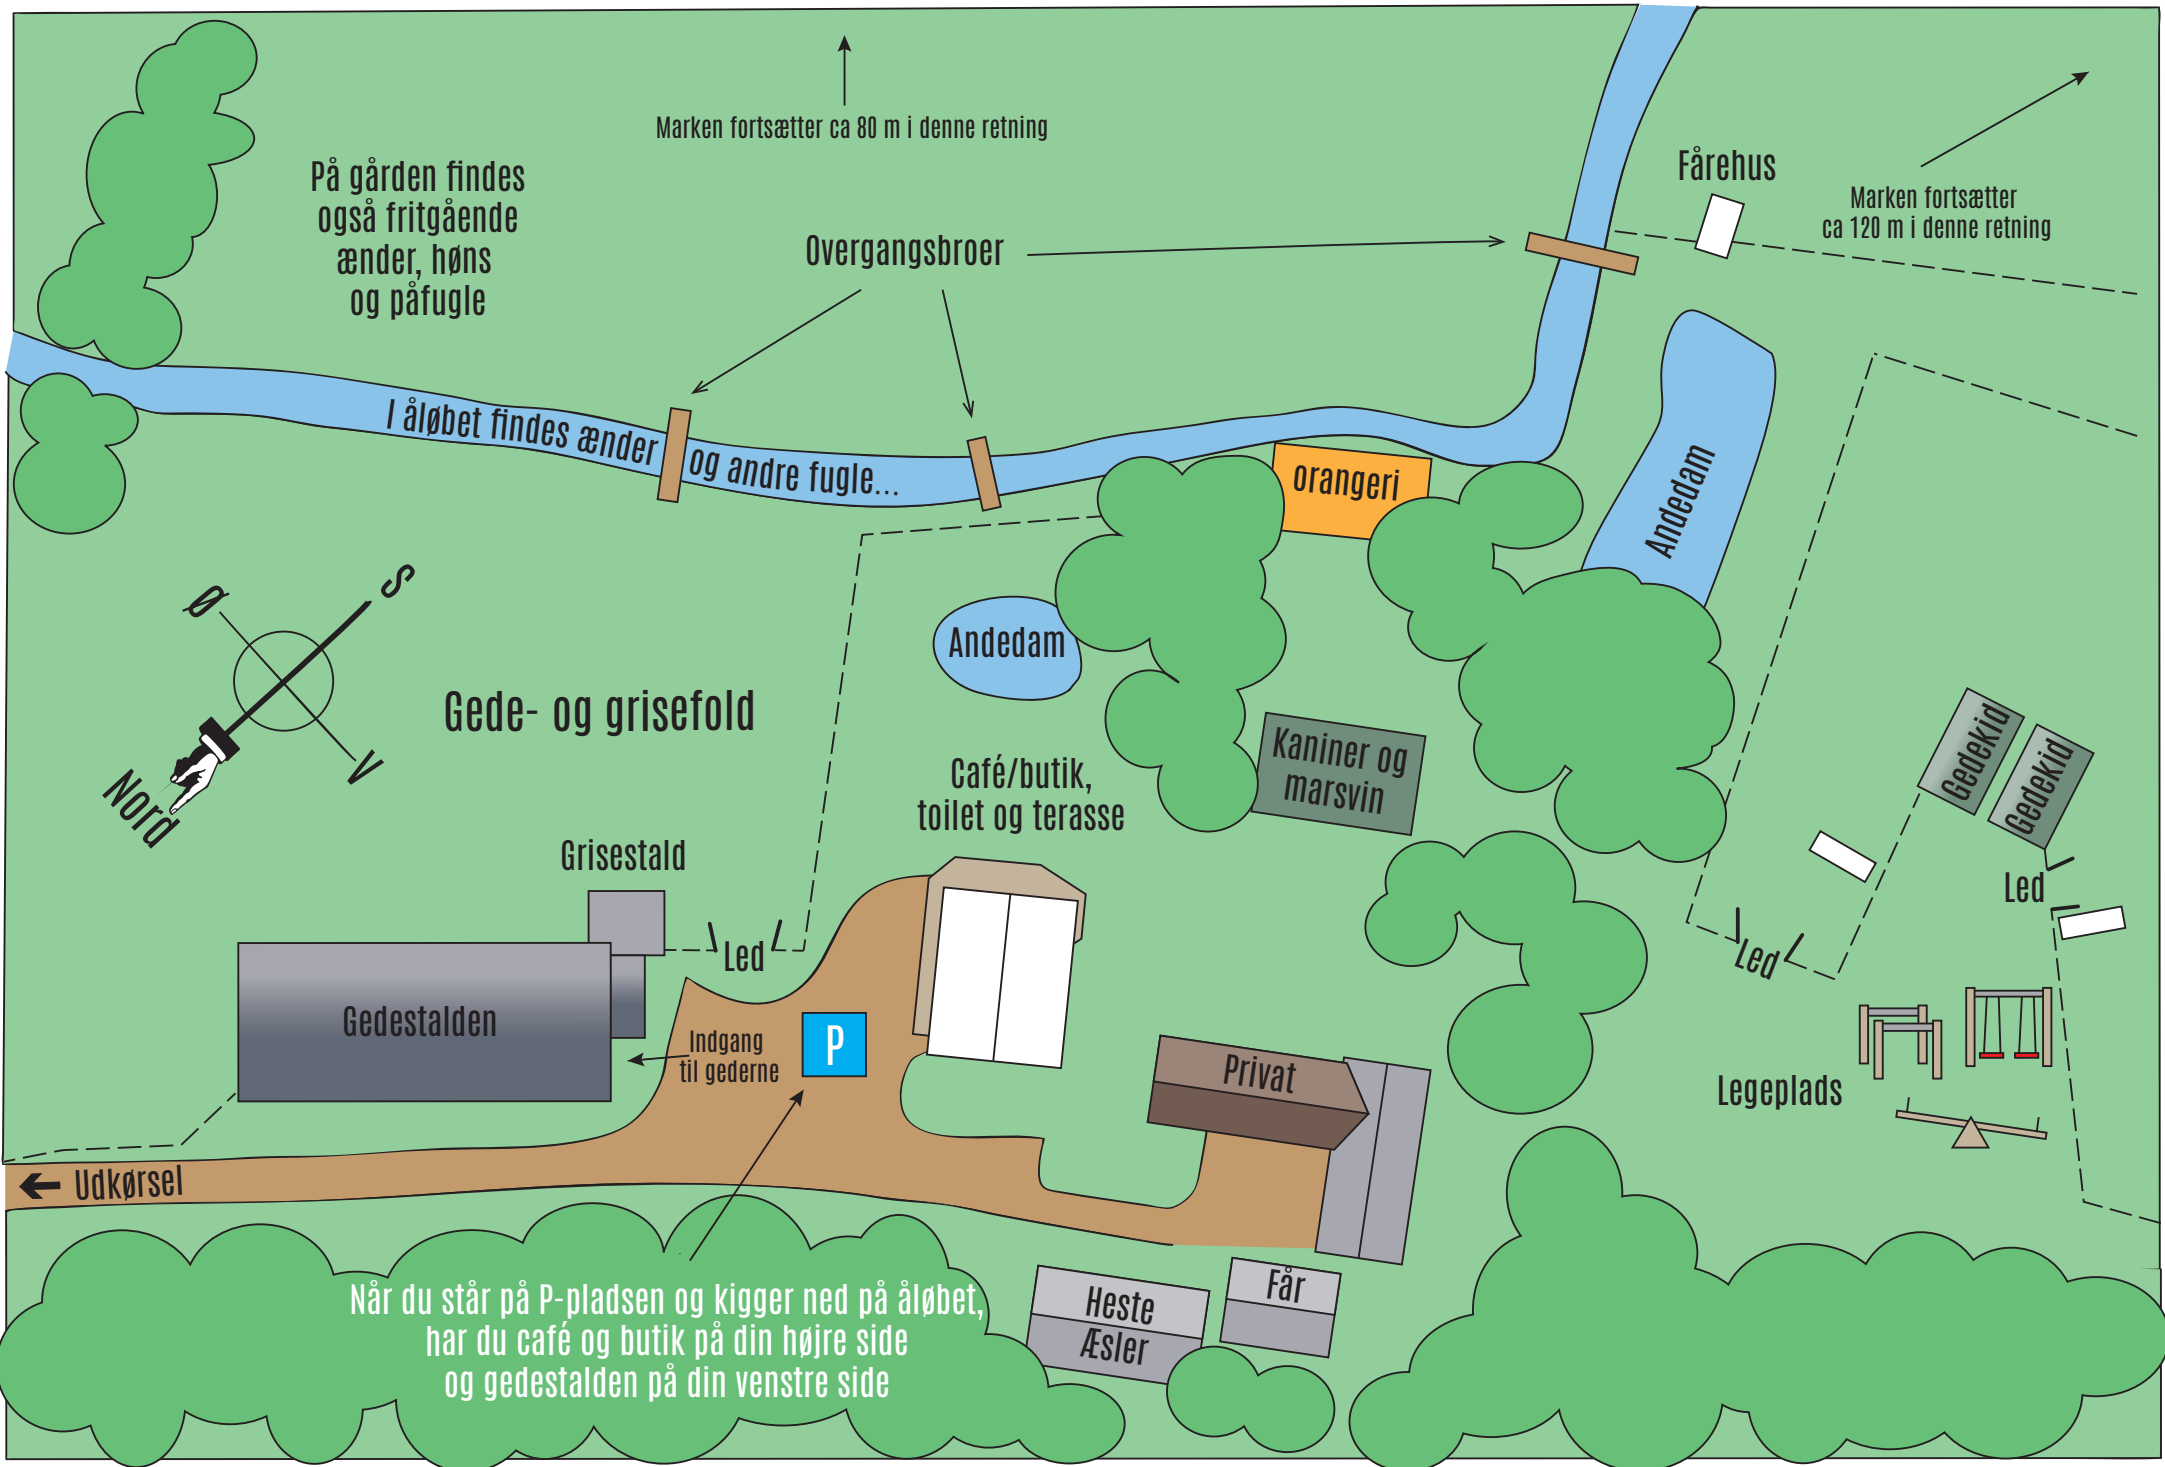 Marken fortsætter ca 80 m i denne retning
På gården findes
også fritgående
ænder, høns
og påfugle
Fårehus
Marken fortsætter
ca 120 m i denne retning
Overgangsbroer
I åløbet findes ænder og andre fugle...
orangeri
Andedam
Andedam
Ø
S
V
Nord
Gede- og grisefold
Kaniner og
marsvin
Gedekid
Gedekid
Café/butik,
toilet og terasse
Grisestald
Led
Led
Led
Gedestalden
Indgang
til gederne
P
Privat
Legeplads
Udkørsel
Heste
Æsler
Får
Når du står på P-pladsen og kigger ned på åløbet,
har du café og butik på din højre side
og gedestalden på din venstre side